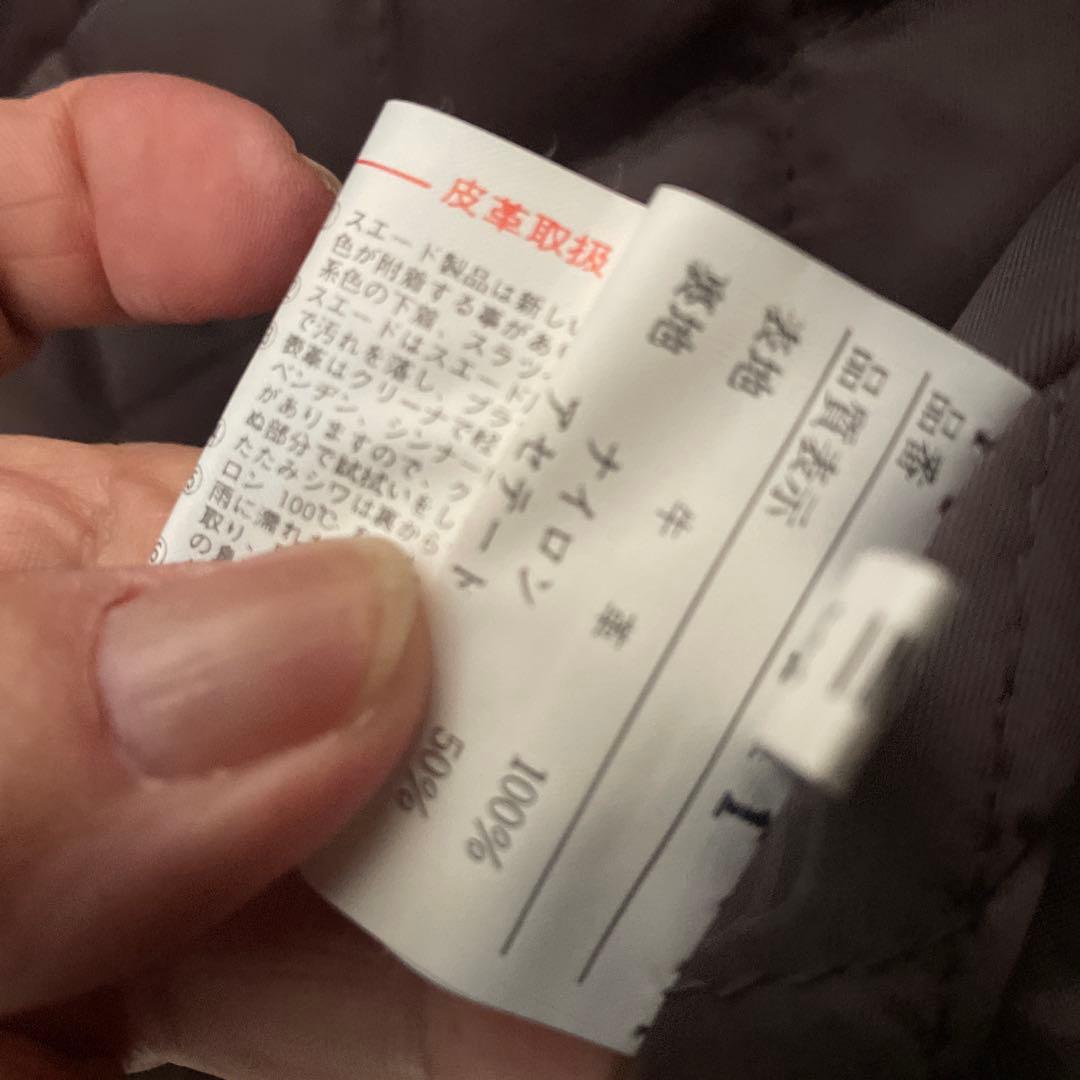 皮革取扱
スエード製品は新しい
色が附着する事があ
系色の下着、スラッ
スエードはスエード
で汚れを落し、ブラ
表革はクリーナで軽
ベンヂン、シンナー
がありますので、ク
ぬ部分で試拭いをし
たたみシワは裏から
ロン 100℃
雨に濡れ
取り、
の
品番
品質表示
表地 牛革 100%
裏地 ナイロン 50%
アセテート